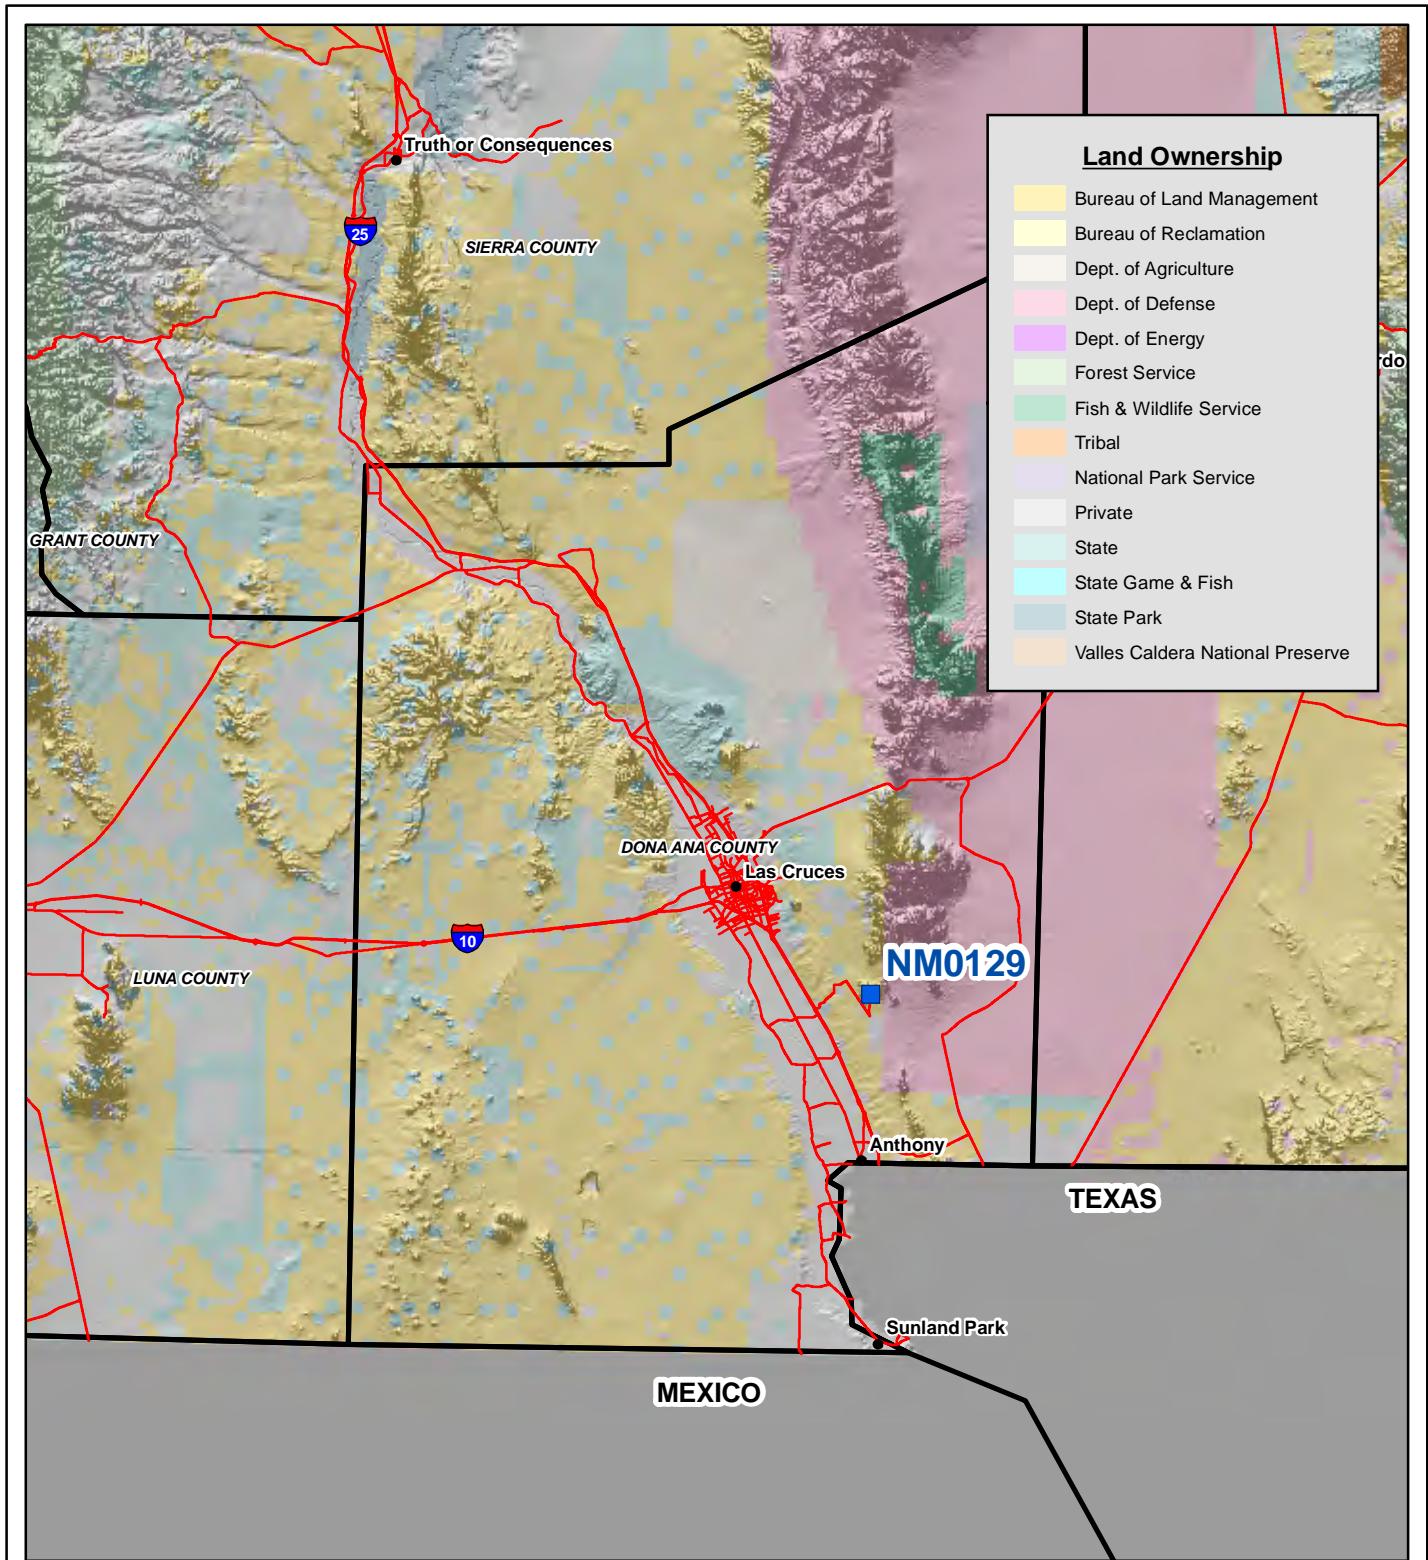 Truth or Consequences
25
SIERRA COUNTY
Land Ownership
Bureau of Land Management
Bureau of Reclamation
Dept. of Agriculture
Dept. of Defense
Dept. of Energy
Forest Service
Fish & Wildlife Service
Tribal
National Park Service
Private
State
State Game & Fish
State Park
Valles Caldera National Preserve
rdo
GRANT COUNTY
DONA ANA COUNTY
Las Cruces
10
LUNA COUNTY
NM0129
Anthony
TEXAS
Sunland Park
MEXICO